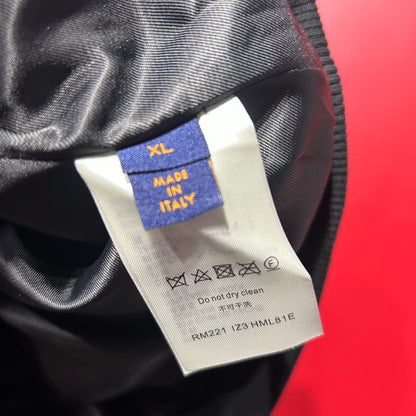 XL
MADE
IN
ITALY
Do not dry clean
不可干洗
RM221 IZ3 HML81E